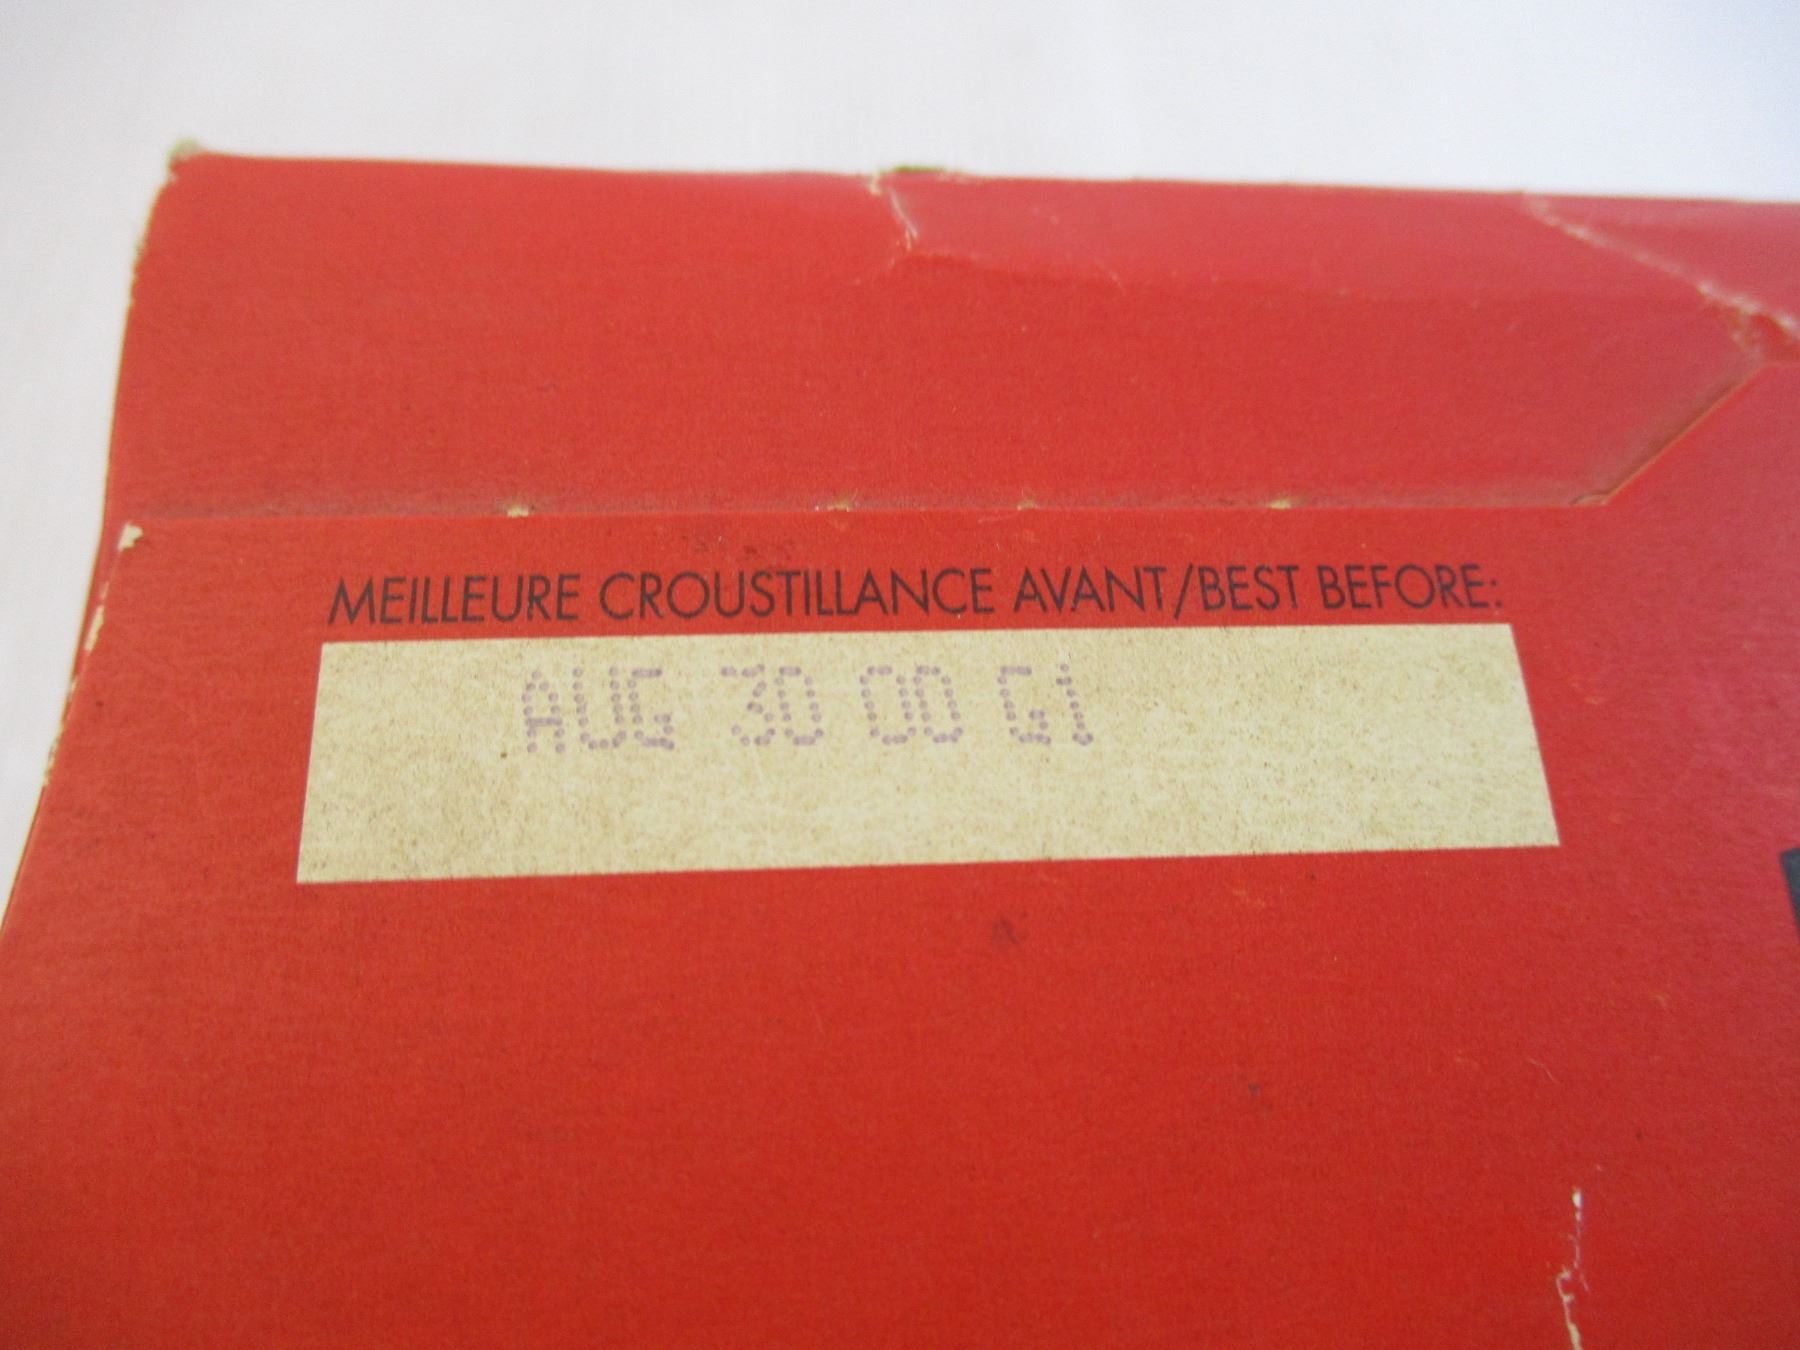 MEILLEURE CROUSTILLANCE AVANT/BEST BEFORE:
AUG 30 00 G1